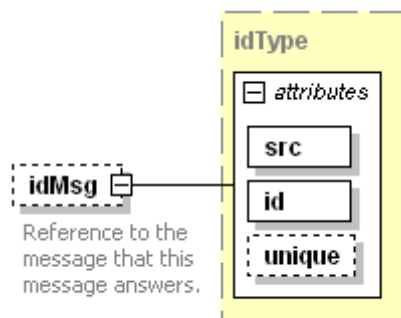 idType
attributes
src
idMsg
id
Reference to the
message that this
message answers.
unique